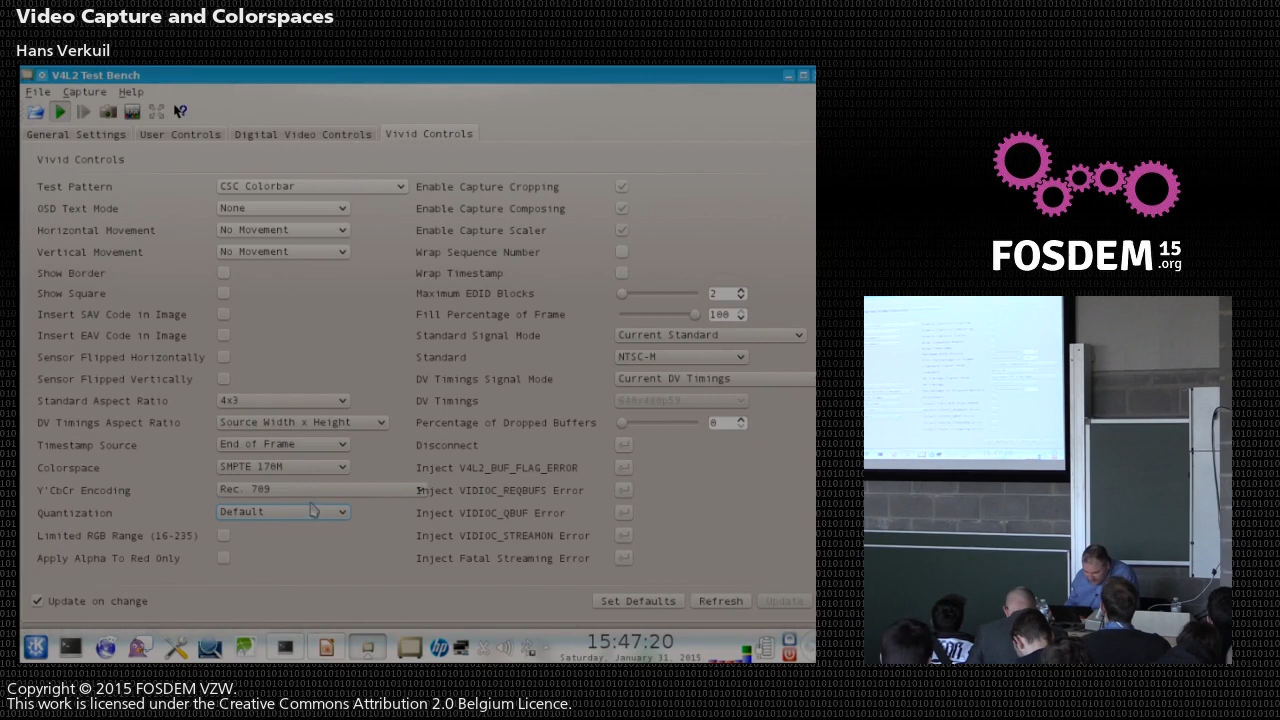 Video Capture and Colorspaces
Hans Verkuil
V4L2 Test Bench
File Capture Help
General Settings User Controls Digital Video Controls Vivid Controls
Vivid Controls
Test Pattern CSC Colorbar Enable Capture Cropping
OSD Text Mode None Enable Capture Composing
Horizontal Movement No Movement Enable Capture Scaler
Vertical Movement No Movement Wrap Sequence Number
Show Border Wrap Timestamp
Show Square Maximum EDID Blocks 2
Insert SAV Code in Image Fill Percentage of Frame 100
Insert EAV Code in Image Standard Signal Mode Current Standard
Sensor Flipped Horizontally Standard NTSC-M
Sensor Flipped Vertically DV Timings Signal Mode Current DV Timings
Standard Aspect Ratio 4x3 DV Timings 640x480p59
DV Timings Aspect Ratio Source Width x Height Percentage of Dropped Buffers 0
Timestamp Source End of Frame Disconnect
Colorspace SMPTE 170M Inject V4L2_BUF_FLAG_ERROR
Y'CbCr Encoding Rec. 709 Inject VIDIOC_REQBUFS Error
Quantization Default Inject VIDIOC_QBUF Error
Limited RGB Range (16-235) Inject VIDIOC_STREAMON Error
Apply Alpha To Red Only Inject Fatal Streaming Error
Update on change Set Defaults Refresh Update
15:47:20
Saturday, January 31, 2015
FOSDEM 15 .org
Copyright © 2015 FOSDEM VZW.
This work is licensed under the Creative Commons Attribution 2.0 Belgium Licence.